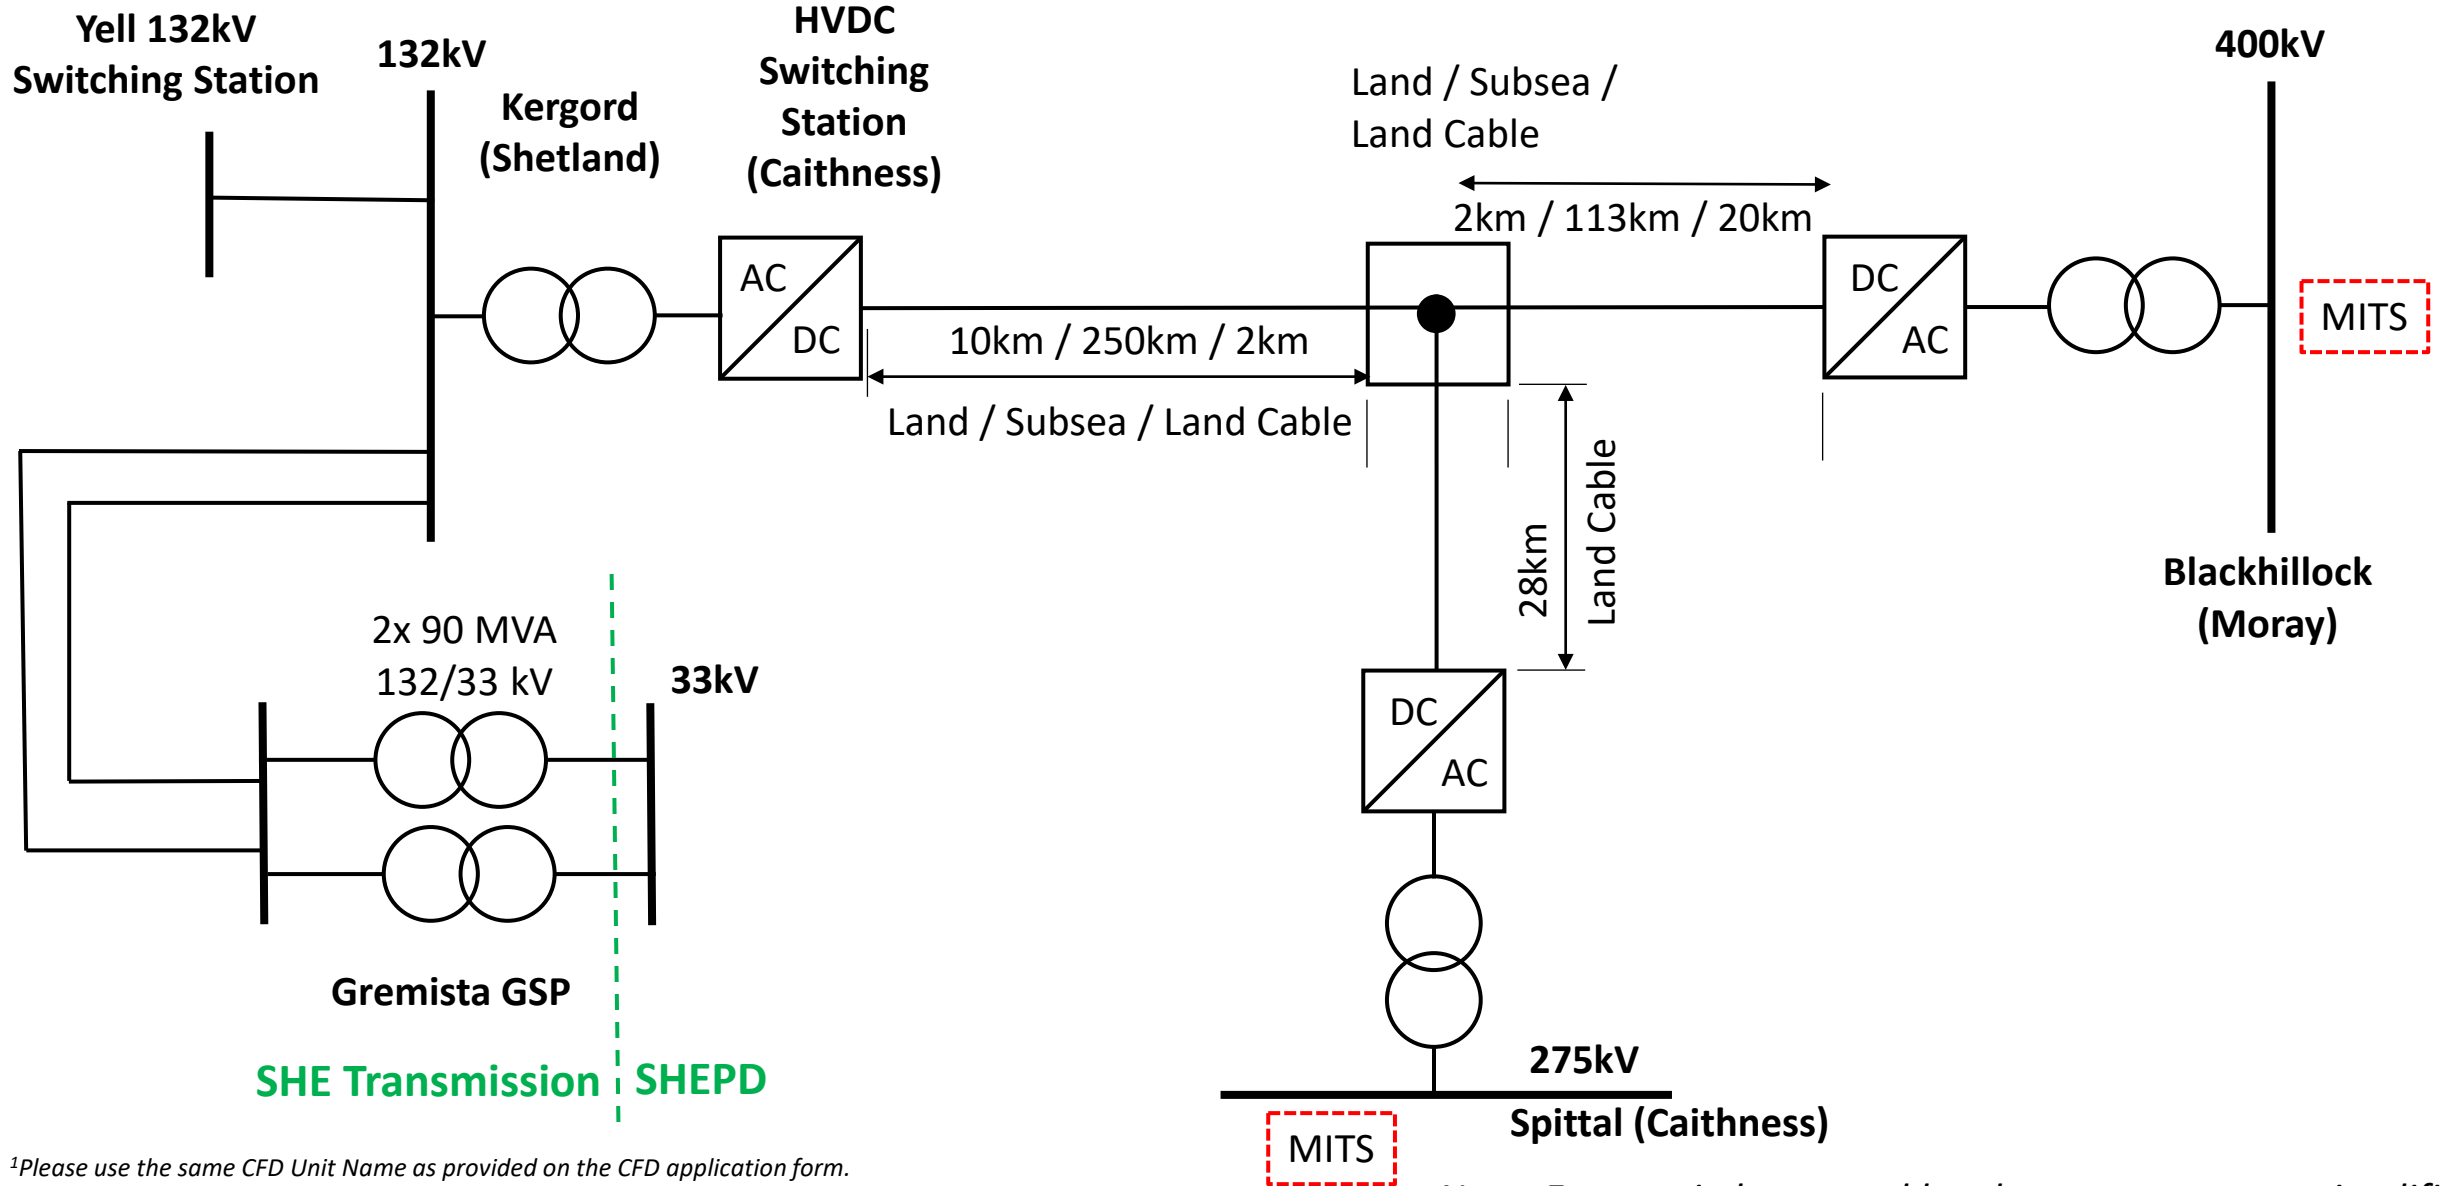 Yell 132kV
Switching Station
132kV
Kergord
(Shetland)
HVDC
Switching
Station
(Caithness)
Land / Subsea /
Land Cable
400kV
2km / 113km / 20km
AC
DC
DC
AC
MITS
10km / 250km / 2km
Land / Subsea / Land Cable
28km
Land Cable
Blackhillock
(Moray)
2x 90 MVA
132/33 kV
33kV
DC
AC
Gremista GSP
SHE Transmission
SHEPD
275kV
Spittal (Caithness)
MITS
¹Please use the same CFD Unit Name as provided on the CFD application form.